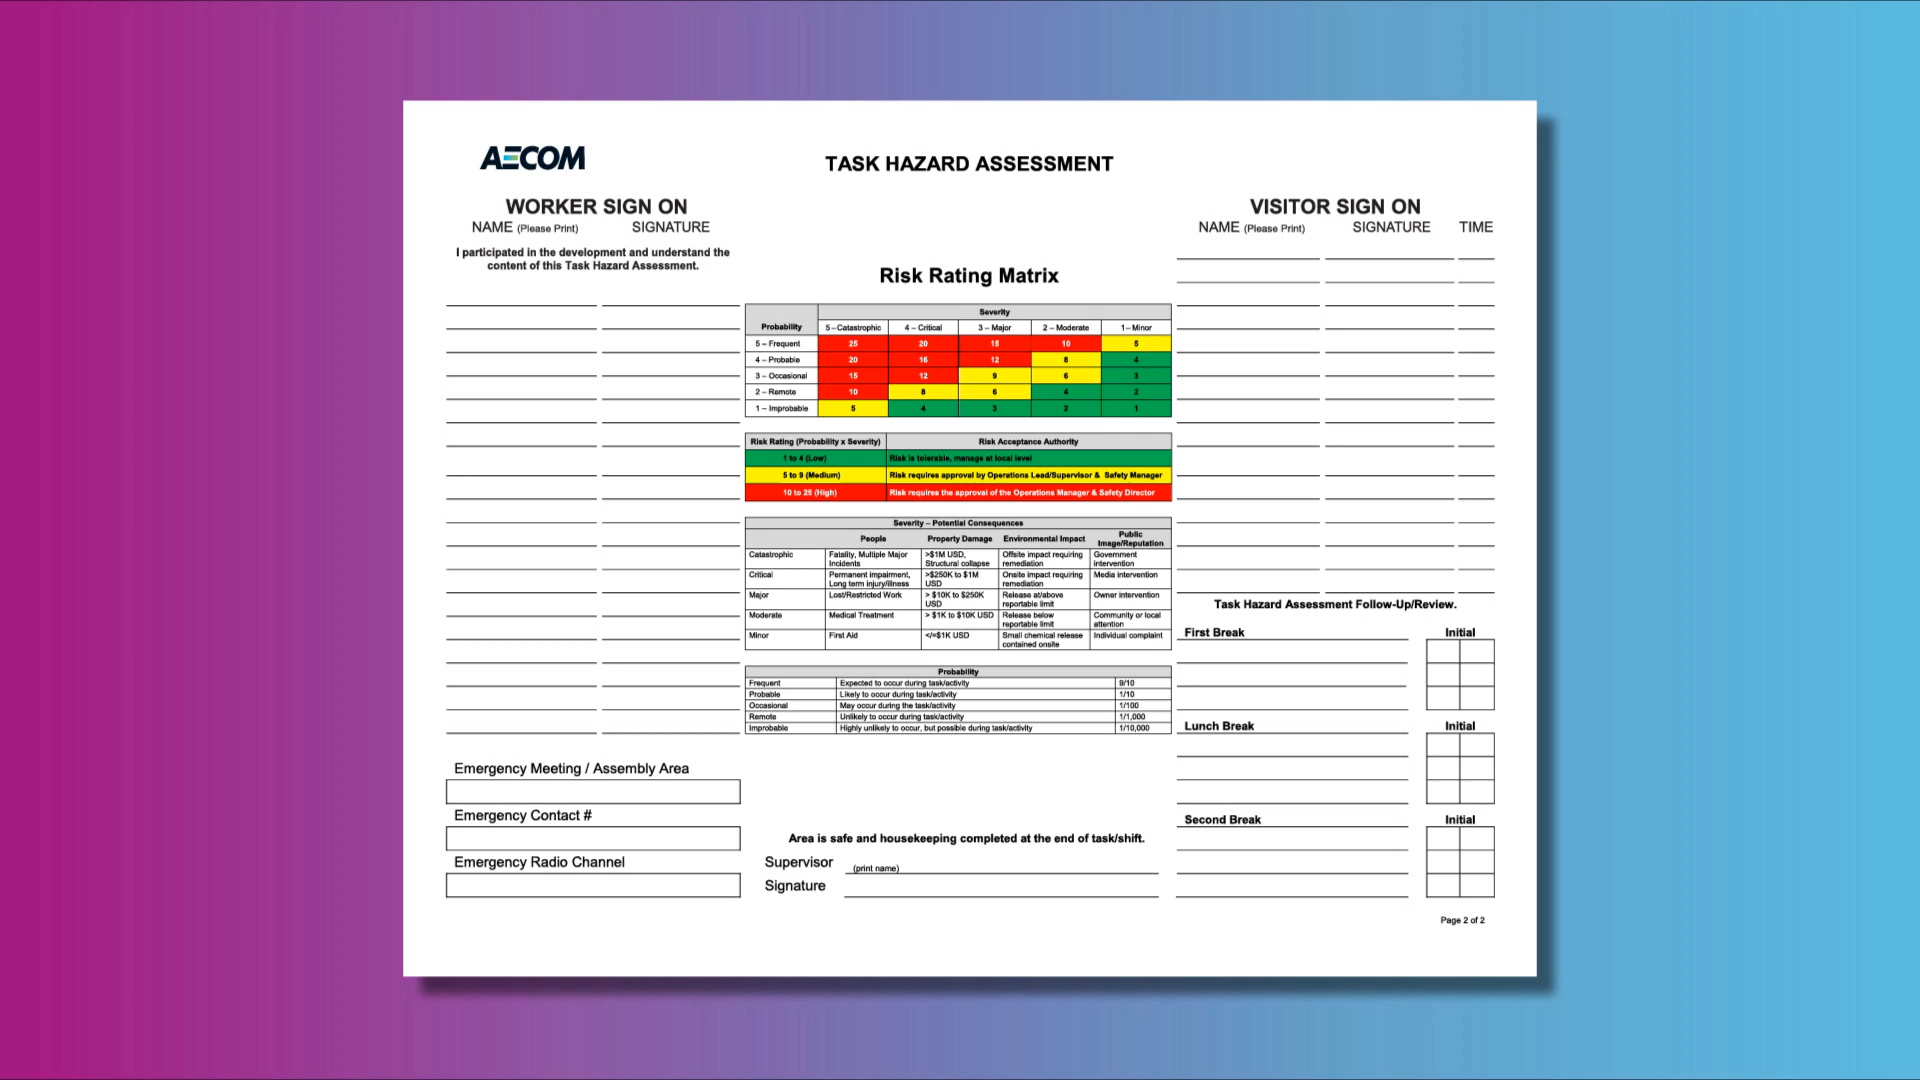 AECOM
TASK HAZARD ASSESSMENT
WORKER SIGN ON
NAME (Please Print) SIGNATURE
I participated in the development and understand the
content of this Task Hazard Assessment.
Risk Rating Matrix
Severity
Probability 5–Catastrophic 4 – Critical 3 – Major 2 – Moderate 1–Minor
5 – Frequent 25 20 15 10 5
4 – Probable 20 16 12 8 4
3 – Occasional 15 12 9 6 3
2 – Remote 10 8 6 4 2
1 – Improbable 5 4 3 2 1
Risk Rating (Probability x Severity) Risk Acceptance Authority
1 to 4 (Low) Risk is tolerable, manage at local level
5 to 9 (Medium) Risk requires approval by Operations Lead/Supervisor & Safety Manager
10 to 25 (High) Risk requires the approval of the Operations Manager & Safety Director
Severity – Potential Consequences
People Property Damage Environmental Impact Public
Image/Reputation
Catastrophic Fatality, Multiple Major Incidents >$1M USD, Structural collapse Offsite impact requiring remediation Government intervention
Critical Permanent impairment, Long term injury/illness >$250K to $1M USD Onsite impact requiring remediation Media intervention
Major Lost/Restricted Work > $10K to $250K USD Release at/above reportable limit Owner intervention
Moderate Medical Treatment > $1K to $10K USD Release below reportable limit Community or local attention
Minor First Aid </=$1K USD Small chemical release contained onsite Individual complaint
Probability
Frequent Expected to occur during task/activity 9/10
Probable Likely to occur during task/activity 1/10
Occasional May occur during the task/activity 1/100
Remote Unlikely to occur during task/activity 1/1,000
Improbable Highly unlikely to occur, but possible during task/activity 1/10,000
Emergency Meeting / Assembly Area
Emergency Contact #
Emergency Radio Channel
Area is safe and housekeeping completed at the end of task/shift.
Supervisor (print name)
Signature
VISITOR SIGN ON
NAME (Please Print) SIGNATURE TIME
Task Hazard Assessment Follow-Up/Review.
First Break Initial
Lunch Break Initial
Second Break Initial
Page 2 of 2